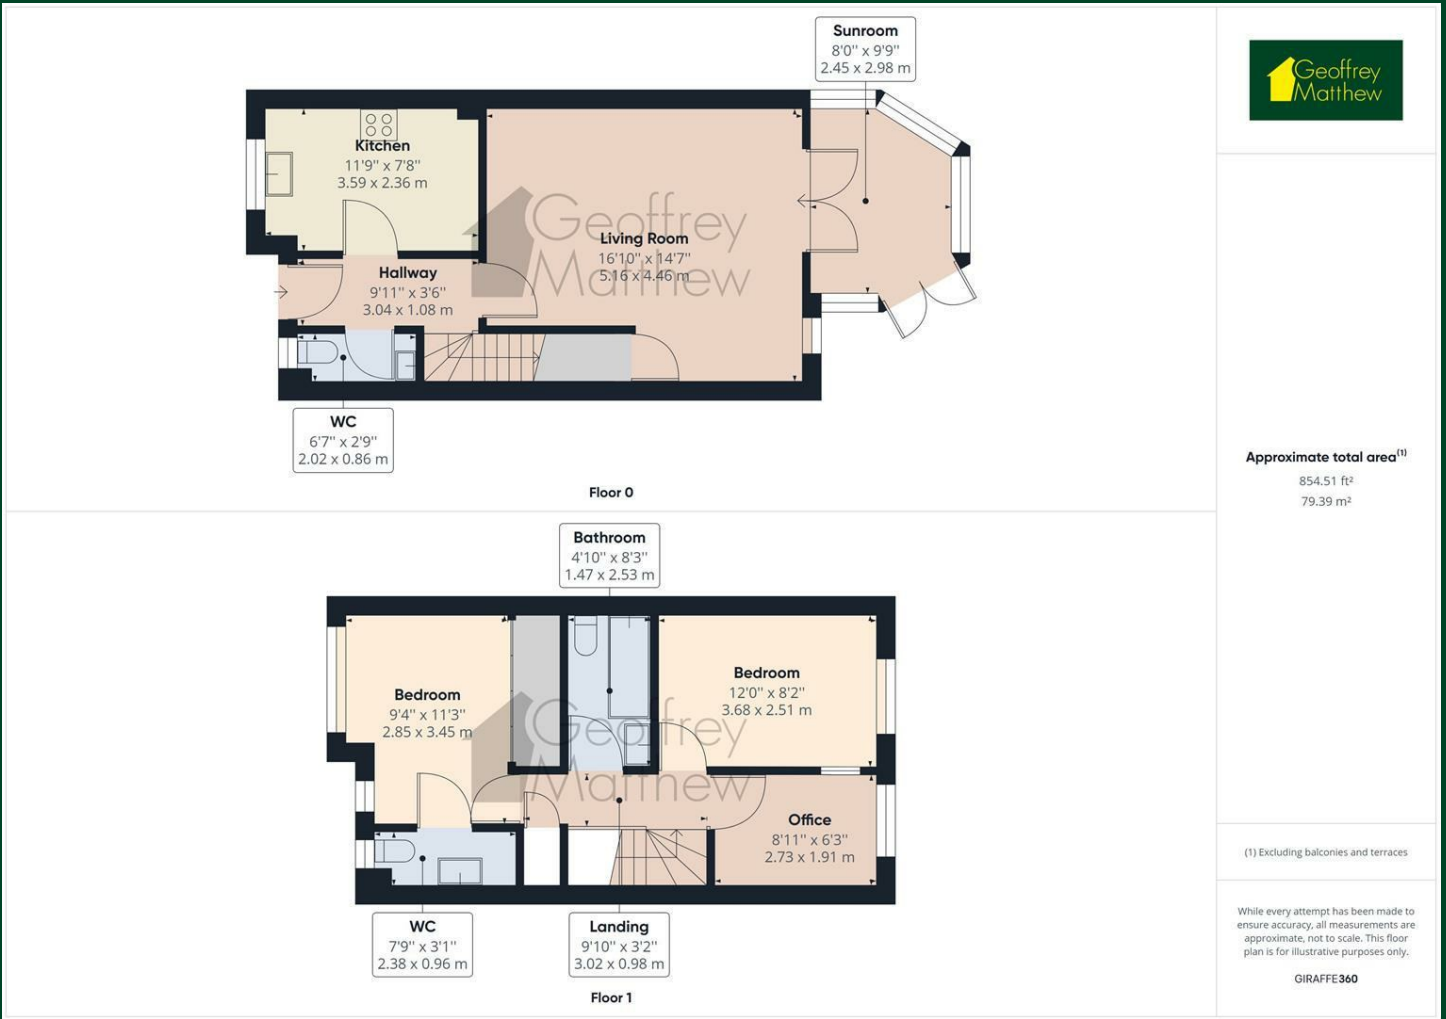 Sunroom
8'0" x 9'9"
2.45 x 2.98 m
Geoffrey
Matthew
Kitchen
11'9" x 7'8"
3.59 x 2.36 m
Geoffrey
Matthew
Living Room
16'10" x 14'7"
5.16 x 4.46 m
Hallway
9'11" x 3'6"
3.04 x 1.08 m
WC
6'7" x 2'9"
2.02 x 0.86 m
Floor 0
Approximate total area(1)
854.51 ft²
79.39 m²
Bathroom
4'10" x 8'3"
1.47 x 2.53 m
Bedroom
9'4" x 11'3"
2.85 x 3.45 m
Bedroom
12'0" x 8'2"
3.68 x 2.51 m
Geoffrey
Matthew
Office
8'11" x 6'3"
2.73 x 1.91 m
WC
7'9" x 3'1"
2.38 x 0.96 m
Landing
9'10" x 3'2"
3.02 x 0.98 m
Floor 1
(1) Excluding balconies and terraces
While every attempt has been made to
ensure accuracy, all measurements are
approximate, not to scale. This floor
plan is for illustrative purposes only.
GIRAFFE360